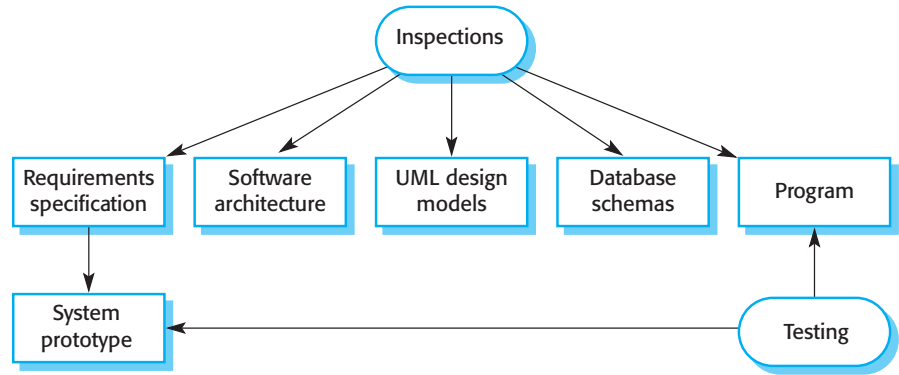 Inspections
Requirements
specification
Software
architecture
UML design
models
Database
schemas
Program
System
prototype
Testing